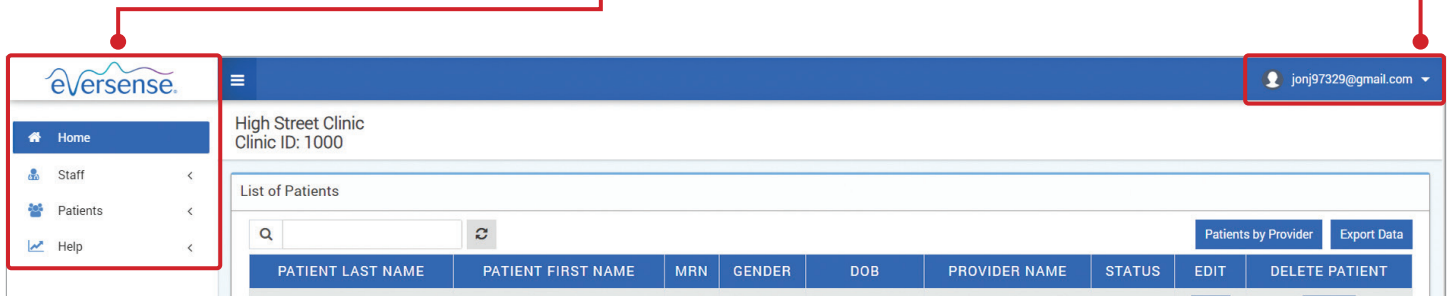 eversense.
jonj97329@gmail.com
Home
Staff
Patients
Help
High Street Clinic
Clinic ID: 1000
List of Patients
Patients by Provider
Export Data
PATIENT LAST NAME PATIENT FIRST NAME MRN GENDER DOB PROVIDER NAME STATUS EDIT DELETE PATIENT